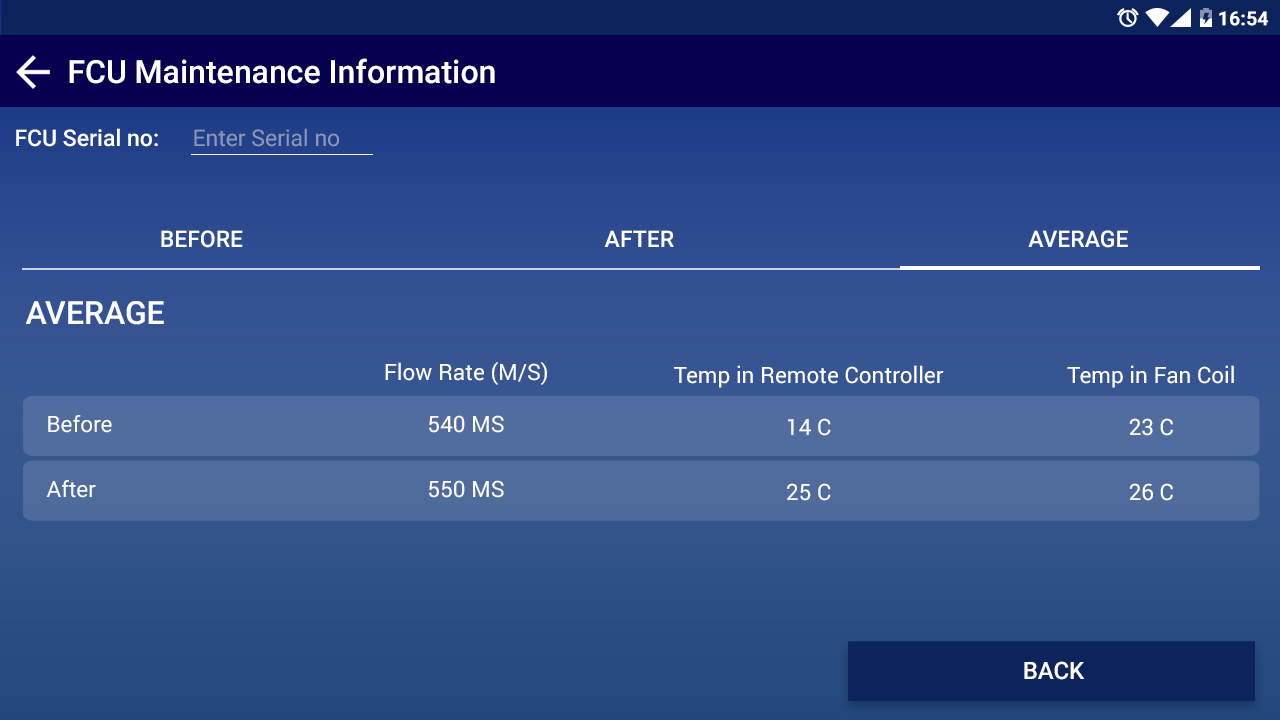 16:54
FCU Maintenance Information
FCU Serial no: Enter Serial no
BEFORE AFTER AVERAGE
AVERAGE
Flow Rate (M/S) Temp in Remote Controller Temp in Fan Coil
Before 540 MS 14 C 23 C
After 550 MS 25 C 26 C
BACK